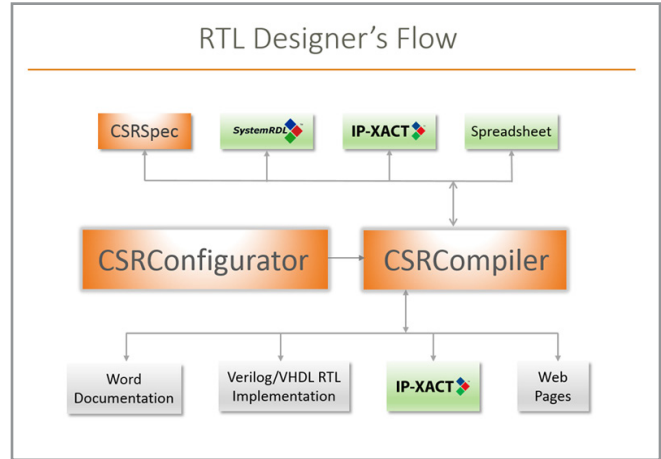 RTL Designer's Flow
CSRSpec
SystemRDL
IP-XACT
Spreadsheet
CSRConfigurator
CSRCompiler
Word
Documentation
Verilog/VHDL RTL
Implementation
IP-XACT
Web
Pages